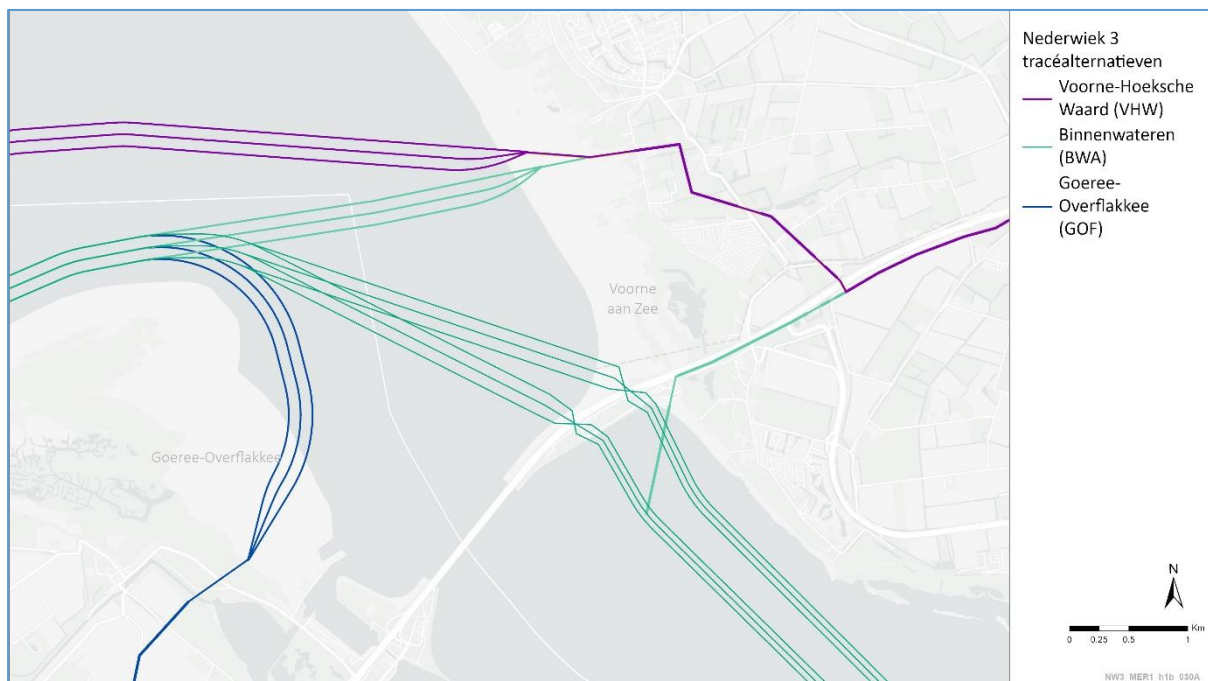 Nederwiek 3
tracéalternatieven
Voorne-Hoeksche
Waard (VHW)
Binnenwateren
(BWA)
Goeree-
Overflakkee
(GOF)
Voorne
aan Zee
Goeree-Overflakkee
N
Km
0 0.25 0.5 1
NW3_MER1_h1b_030A